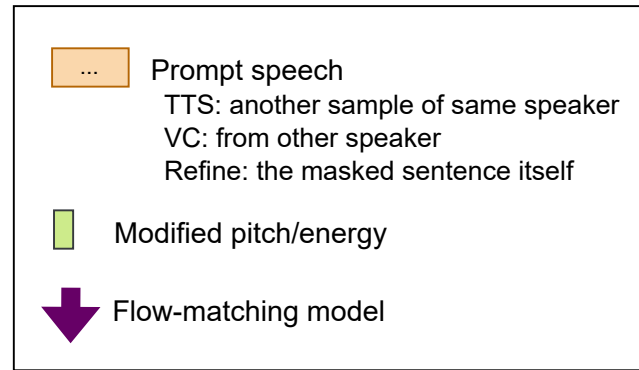 ...
Prompt speech
TTS: another sample of same speaker
VC: from other speaker
Refine: the masked sentence itself
Modified pitch/energy
Flow-matching model